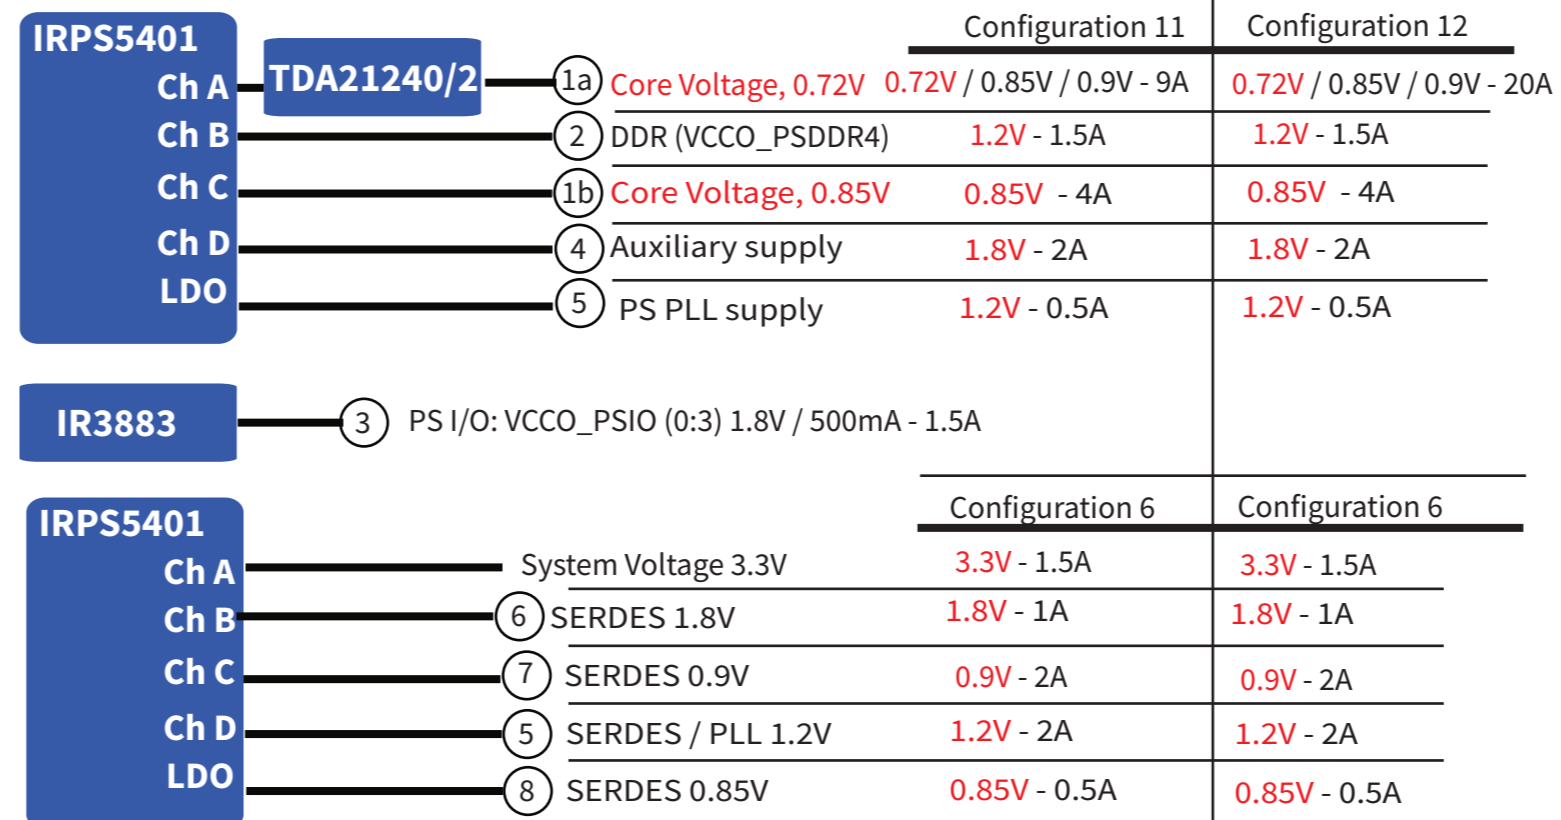 Configuration 11 Configuration 12
IRPS5401
Ch A TDA21240/2 1a Core Voltage, 0.72V 0.72V / 0.85V / 0.9V - 9A 0.72V / 0.85V / 0.9V - 20A
Ch B 2 DDR (VCCO_PSDDR4) 1.2V - 1.5A 1.2V - 1.5A
Ch C 1b Core Voltage, 0.85V 0.85V - 4A 0.85V - 4A
Ch D 4 Auxiliary supply 1.8V - 2A 1.8V - 2A
LDO 5 PS PLL supply 1.2V - 0.5A 1.2V - 0.5A
IR3883 3 PS I/O: VCCO_PSIO (0:3) 1.8V / 500mA - 1.5A
Configuration 6 Configuration 6
IRPS5401
Ch A System Voltage 3.3V 3.3V - 1.5A 3.3V - 1.5A
Ch B 6 SERDES 1.8V 1.8V - 1A 1.8V - 1A
Ch C 7 SERDES 0.9V 0.9V - 2A 0.9V - 2A
Ch D 5 SERDES / PLL 1.2V 1.2V - 2A 1.2V - 2A
LDO 8 SERDES 0.85V 0.85V - 0.5A 0.85V - 0.5A